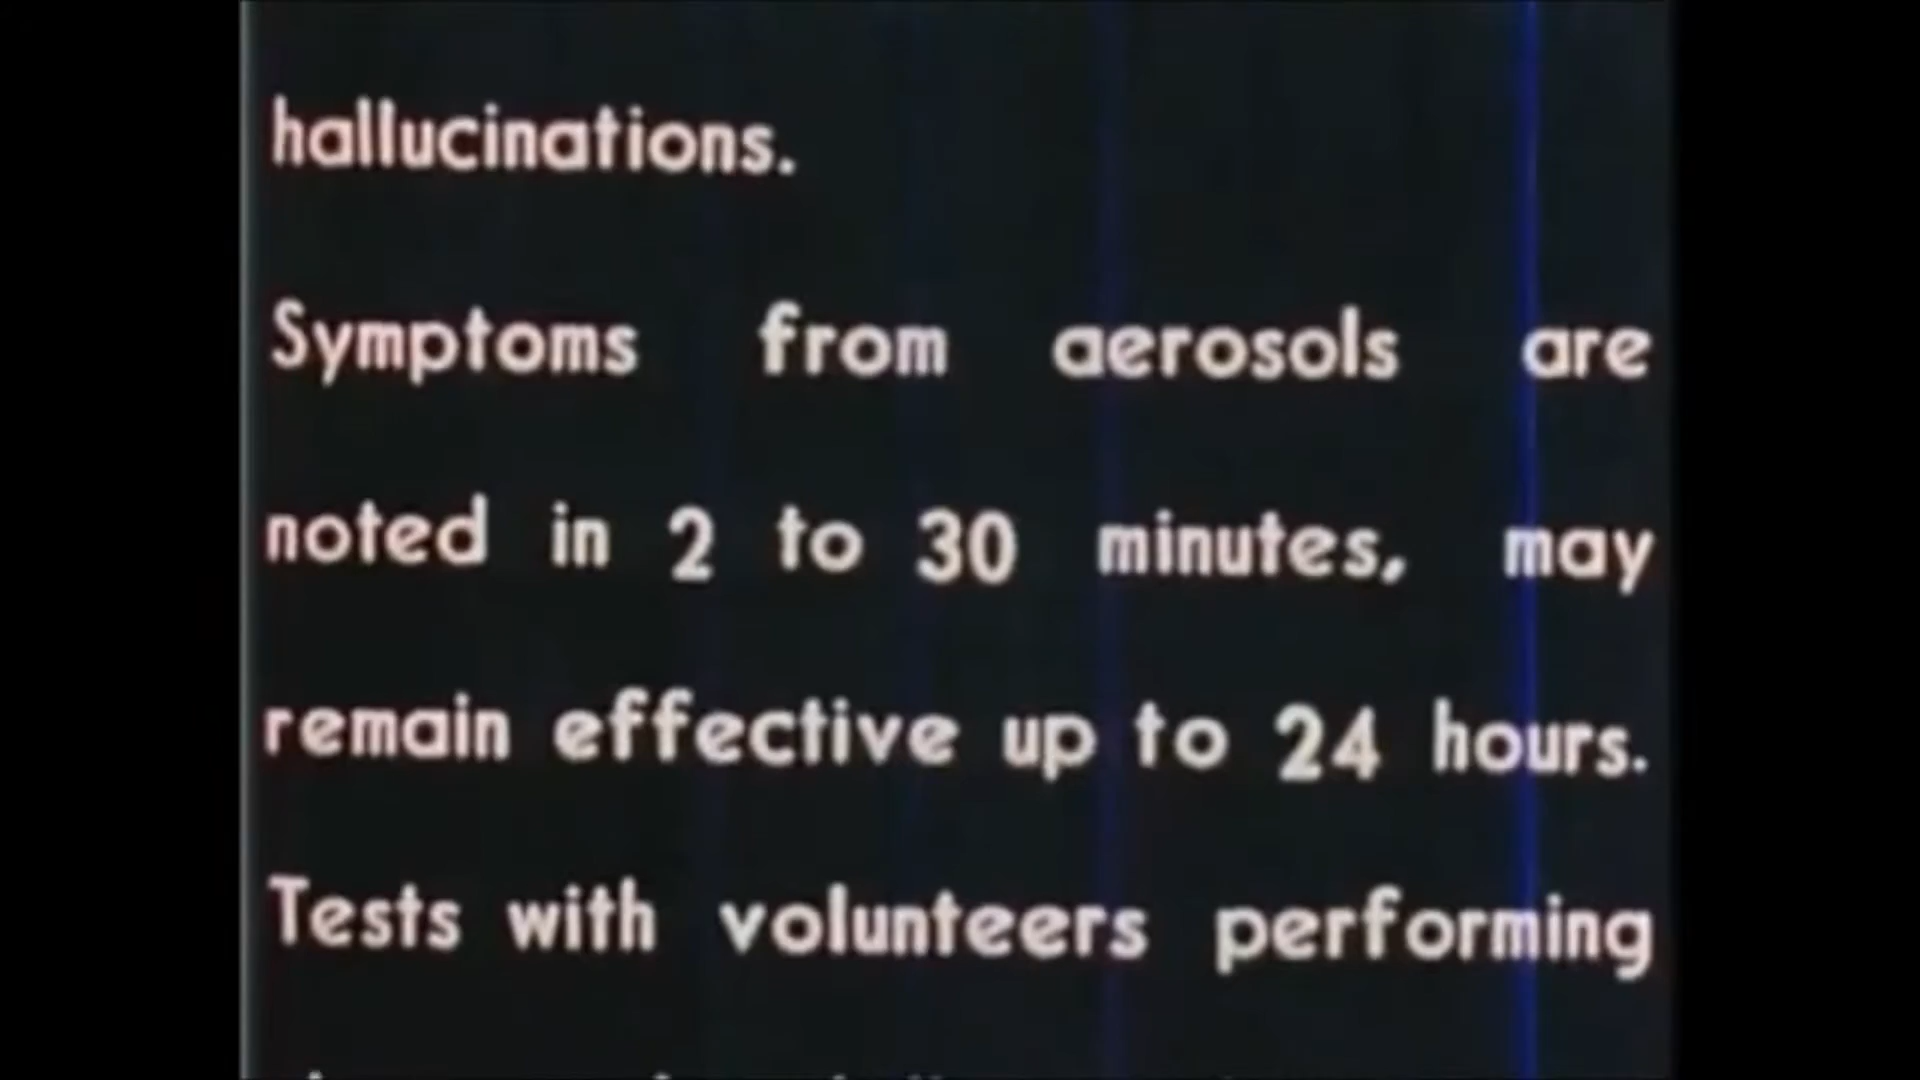 hallucinations.
Symptoms from aerosols are
noted in 2 to 30 minutes, may
remain effective up to 24 hours.
Tests with volunteers performing